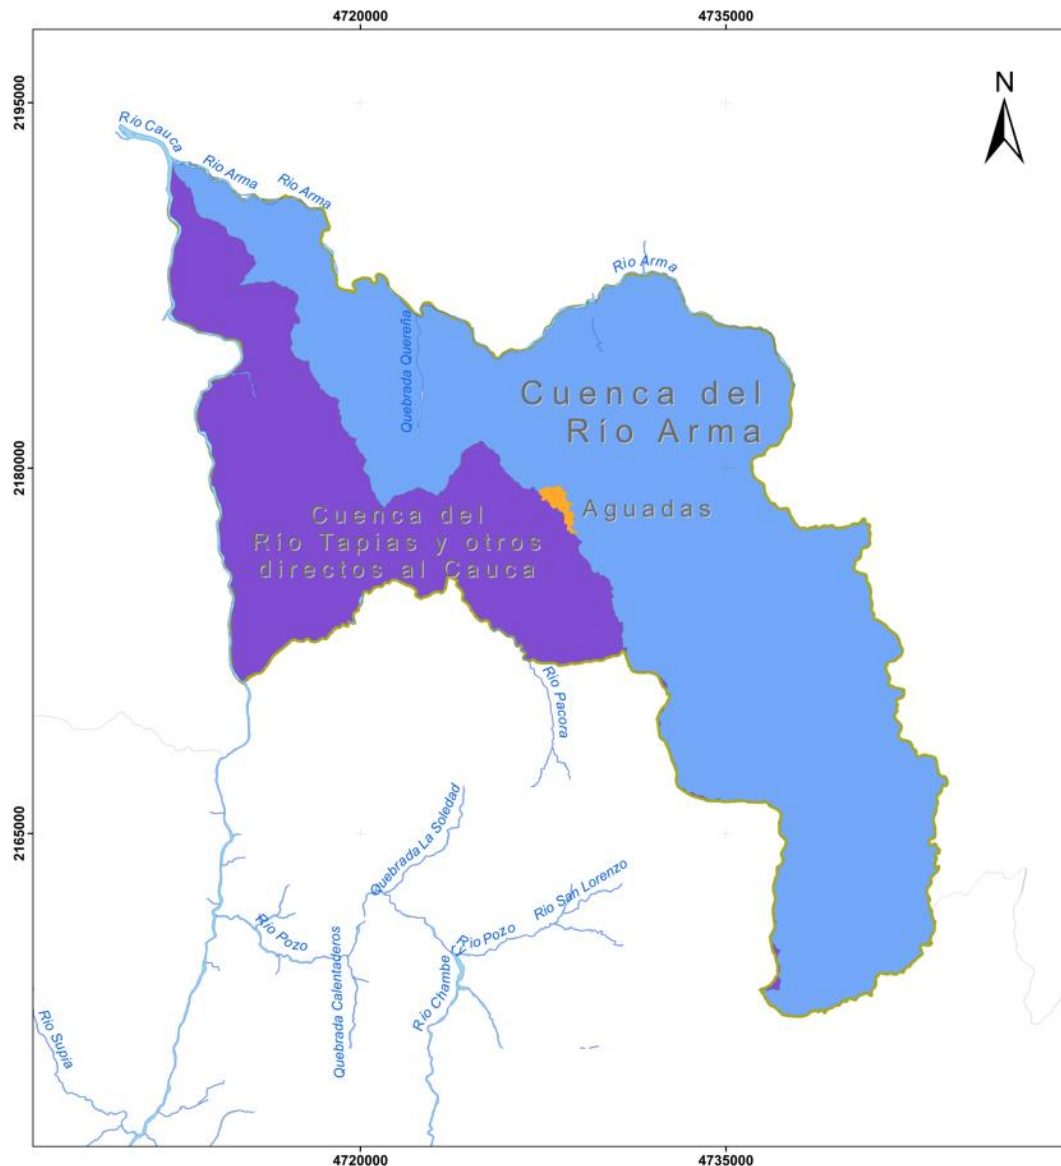 4720000
4735000
N
2195000
Río Cauca
Río Arma
Río Arma
Río Arma
Quebrada Quereña
Cuenca del
Río Arma
2180000
Aguadas
Cuenca del
Río Tapias y otros
directos al Cauca
Río Pacora
2165000
Quebrada La Soledad
Río San Lorenzo
Río Pozo
Río Pozo
Quebrada Calentaderos
Río Chambe
Río Supía
4720000
4735000